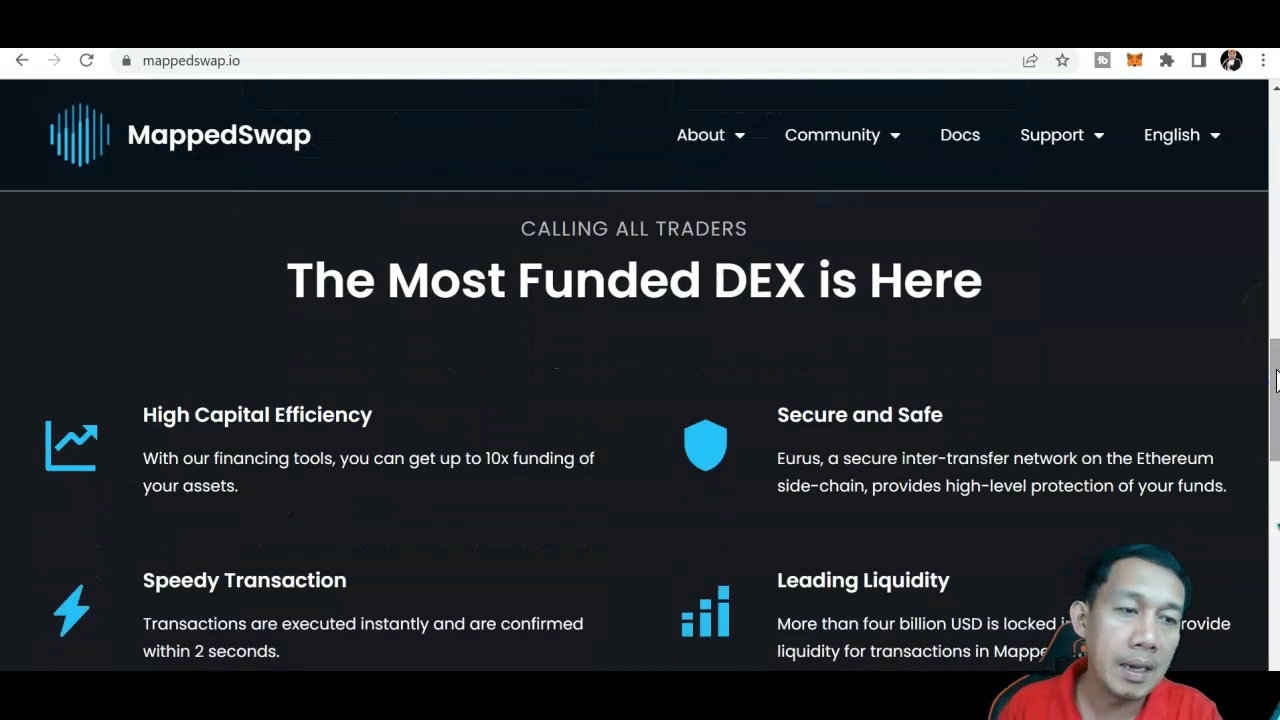 mappedswap.io
MappedSwap
About
Community
Docs
Support
English
CALLING ALL TRADERS
The Most Funded DEX is Here
High Capital Efficiency
With our financing tools, you can get up to 10x funding of
your assets.
Secure and Safe
Eurus, a secure inter-transfer network on the Ethereum
side-chain, provides high-level protection of your funds.
Speedy Transaction
Transactions are executed instantly and are confirmed
within 2 seconds.
Leading Liquidity
More than four billion USD is locked
liquidity for transactions in